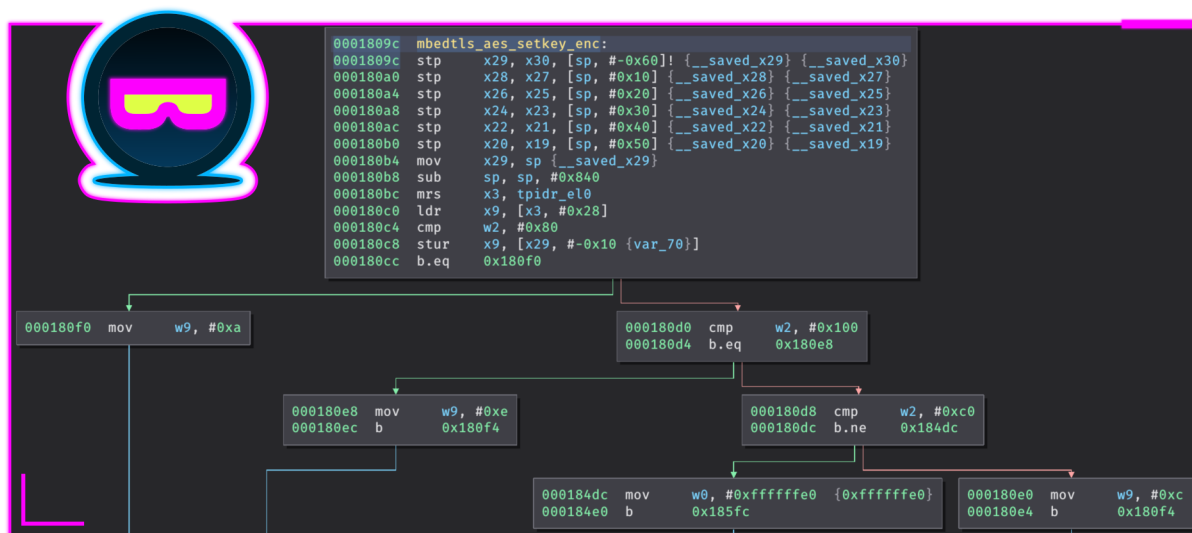 0001809c mbedtls_aes_setkey_enc:
0001809c stp x29, x30, [sp, #-0x60]! {__saved_x29} {__saved_x30}
000180a0 stp x28, x27, [sp, #0x10] {__saved_x28} {__saved_x27}
000180a4 stp x26, x25, [sp, #0x20] {__saved_x26} {__saved_x25}
000180a8 stp x24, x23, [sp, #0x30] {__saved_x24} {__saved_x23}
000180ac stp x22, x21, [sp, #0x40] {__saved_x22} {__saved_x21}
000180b0 stp x20, x19, [sp, #0x50] {__saved_x20} {__saved_x19}
000180b4 mov x29, sp {__saved_x29}
000180b8 sub sp, sp, #0x840
000180bc mrs x3, tpidr_el0
000180c0 ldr x9, [x3, #0x28]
000180c4 cmp w2, #0x80
000180c8 stur x9, [x29, #-0x10 {var_70}]
000180cc b.eq 0x180f0
000180f0 mov w9, #0xa
000180d0 cmp w2, #0x100
000180d4 b.eq 0x180e8
000180e8 mov w9, #0xe
000180ec b 0x180f4
000180d8 cmp w2, #0xc0
000180dc b.ne 0x184dc
000184dc mov w0, #0xffffffe0 {0xffffffe0}
000184e0 b 0x185fc
000180e0 mov w9, #0xc
000180e4 b 0x180f4